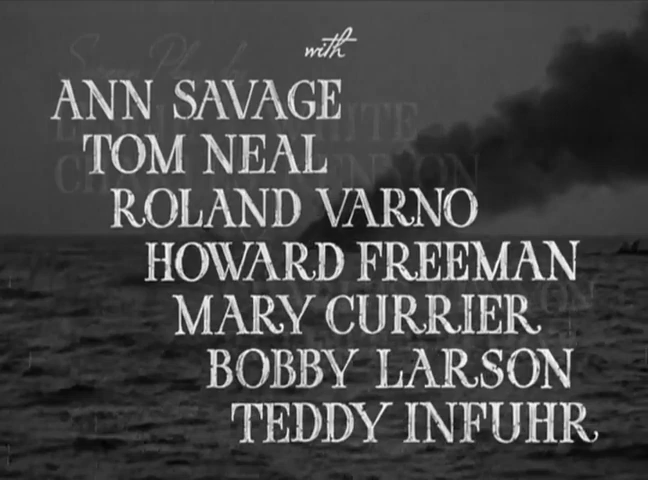 with
ANN SAVAGE
TOM NEAL
ROLAND VARNO
HOWARD FREEMAN
MARY CURRIER
BOBBY LARSON
TEDDY INFUHR